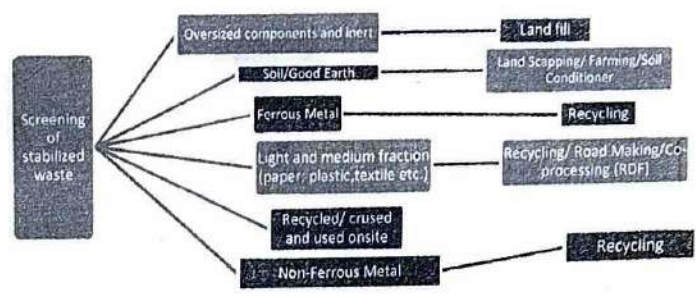 Oversized components and inert
Land fill
Soil/Good Earth
Land Scapping/ Farming/Soil
Conditioner
Ferrous Metal
Recycling
Screening
of
stabilized
waste
Light and medium fraction
(paper, plastic,textile etc.)
Recycling/ Road Making/Co-
processing (RDF)
Recycled/ crused
and used onsite
Non-Ferrous Metal
Recycling